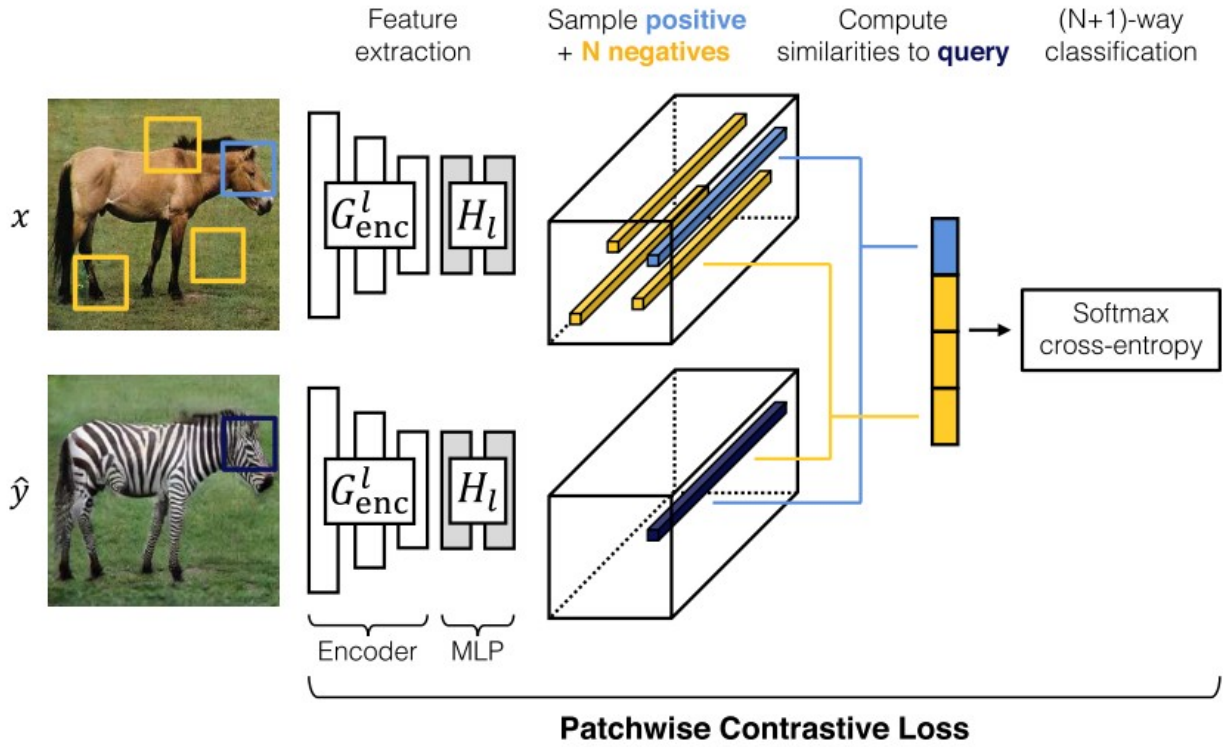 Feature
extraction
Sample positive
+ N negatives
Compute
similarities to query
(N+1)-way
classification
x
G^l_enc
H_l
Softmax
cross-entropy
ŷ
G^l_enc
H_l
Encoder
MLP
Patchwise Contrastive Loss